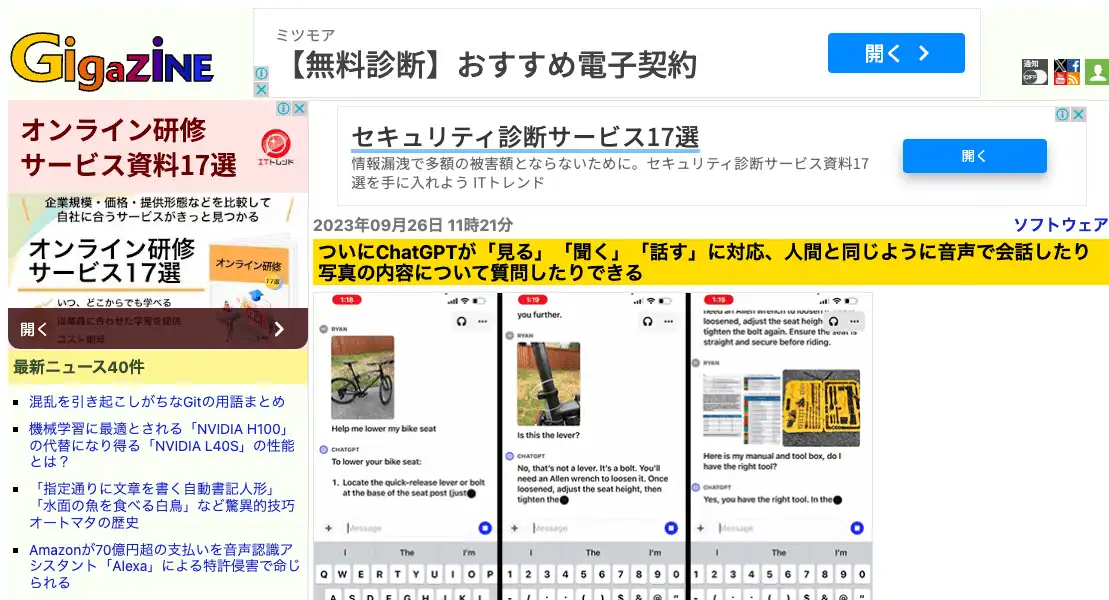 GigaZiNE
ミツモア
【無料診断】おすすめ電子契約
開く
通知
OFF
オンライン研修
サービス資料17選
ITトレンド
企業規模・価格・提供形態などを比較して
自社に合うサービスがきっと見つかる
オンライン研修
サービス17選
オンライン研修
17選
いつ、どこからでも学べる
従業員に合わせた学習を提供
コスト削減
開く
セキュリティ診断サービス17選
情報漏洩で多額の被害額とならないために。セキュリティ診断サービス資料17
選を手に入れよう ITトレンド
開く
2023年09月26日 11時21分
ソフトウェア
ついにChatGPTが「見る」「聞く」「話す」に対応、人間と同じように音声で会話したり
写真の内容について質問したりできる
最新ニュース40件
混乱を引き起こしがちなGitの用語まとめ
機械学習に最適とされる「NVIDIA H100」
の代替になり得る「NVIDIA L40S」の性能
とは？
「指定通りに文章を書く自動書記人形」
「水面の魚を食べる白鳥」など驚異的技巧
オートマタの歴史
Amazonが70億円超の支払いを音声認識ア
シスタント「Alexa」による特許侵害で命じ
られる
1:18
RYAN
Help me lower my bike seat
CHATGPT
To lower your bike seat:
1. Locate the quick-release lever or bolt
at the base of the seat post (just
Message
I The I'm
Q W E R T Y U I O P
A S D F G H J K L
1:19
you further.
RYAN
Is this the lever?
CHATGPT
No, that's not a lever. It's a bolt. You'll
need an Allen wrench to loosen it. Once
loosened, adjust the seat height, then
tighten the
Message
I The I'm
1 2 3 4 5 6 7 8 9 0
- / : ; ( ) $ & @ "
1:19
need an Allen wrench to loosen it.
loosened, adjust the seat height,
tighten the bolt again. Ensure the seat is
straight and secure before riding.
RYAN
Here is my manual and tool box, do I
have the right tool?
CHATGPT
Yes, you have the right tool. In the
Message
I The I'm
1 2 3 4 5 6 7 8 9 0
- / : ; ( ) $ & @ "